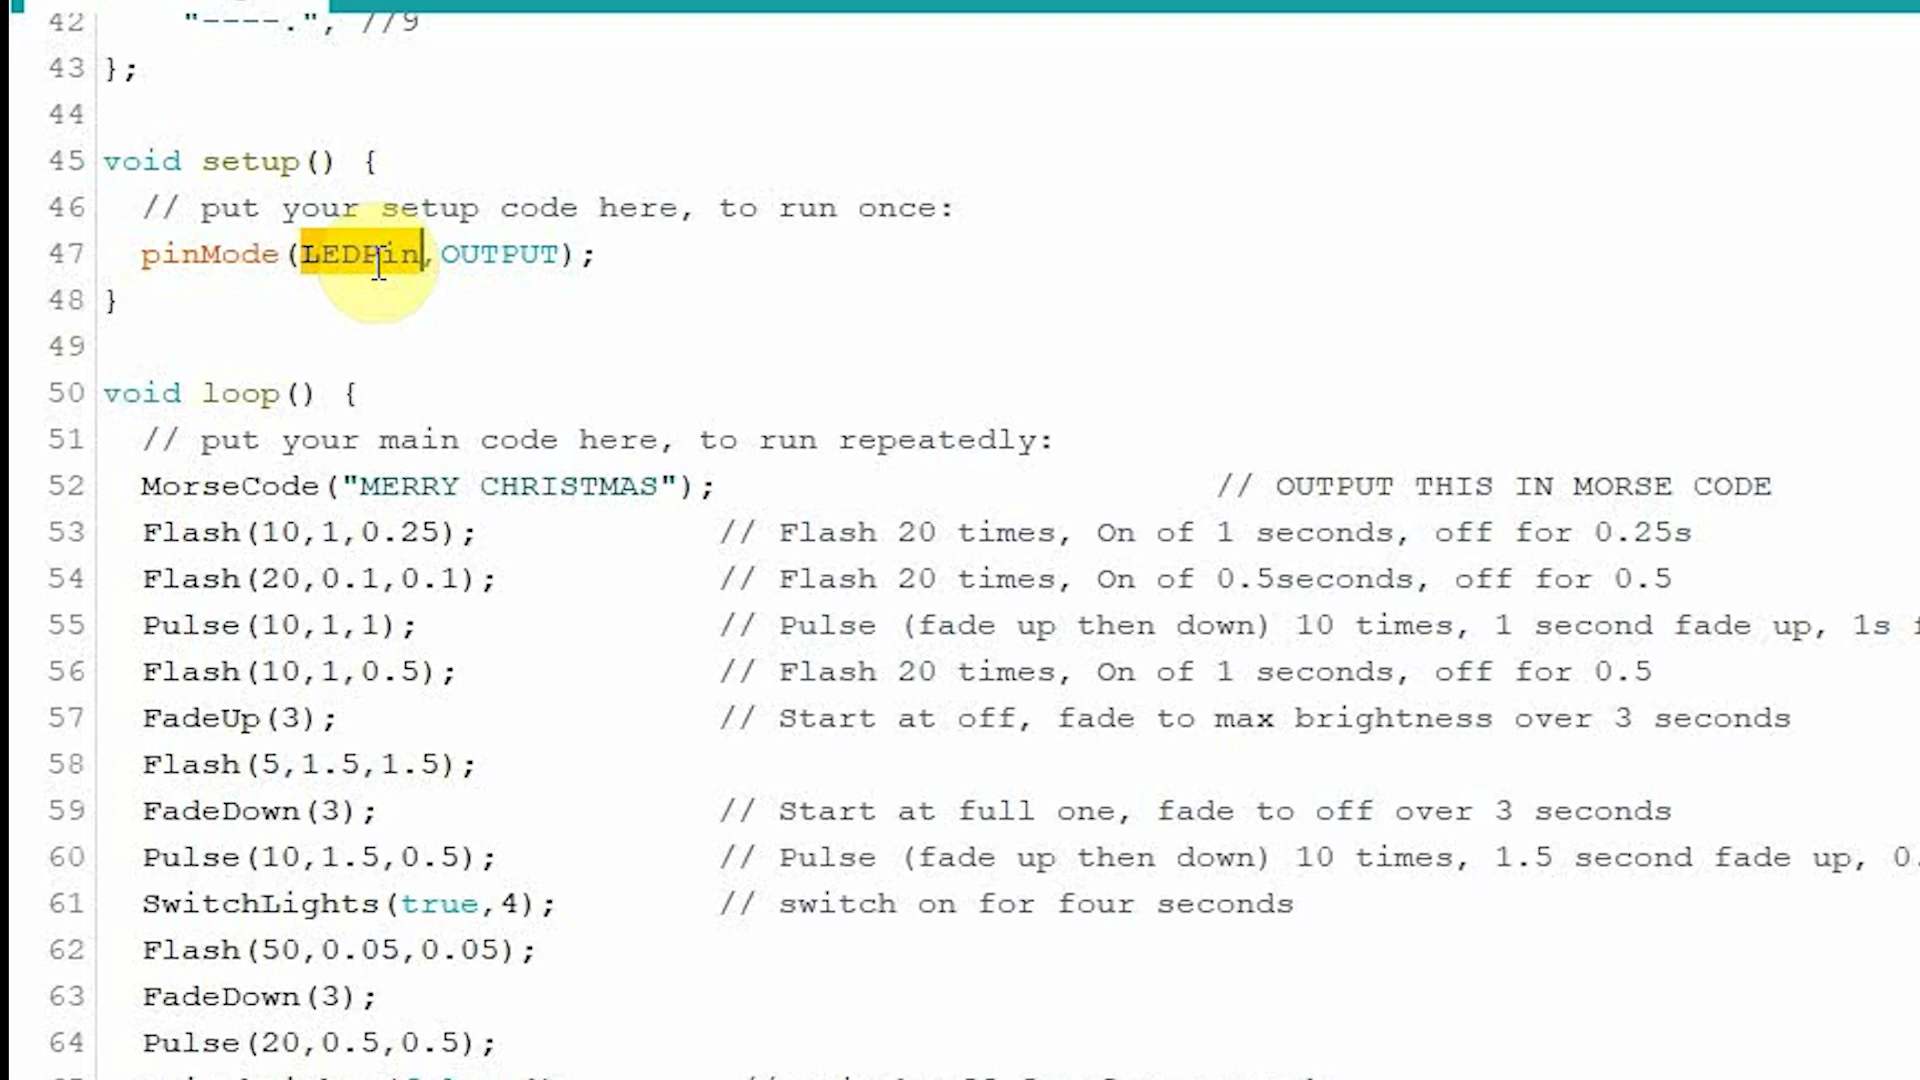 42 "----.", //9
43 };
44
45 void setup() {
46 // put your setup code here, to run once:
47 pinMode(LEDPin,OUTPUT);
48 }
49
50 void loop() {
51 // put your main code here, to run repeatedly:
52 MorseCode("MERRY CHRISTMAS"); // OUTPUT THIS IN MORSE CODE
53 Flash(10,1,0.25); // Flash 20 times, On of 1 seconds, off for 0.25s
54 Flash(20,0.1,0.1); // Flash 20 times, On of 0.5seconds, off for 0.5
55 Pulse(10,1,1); // Pulse (fade up then down) 10 times, 1 second fade up, 1s
56 Flash(10,1,0.5); // Flash 20 times, On of 1 seconds, off for 0.5
57 FadeUp(3); // Start at off, fade to max brightness over 3 seconds
58 Flash(5,1.5,1.5);
59 FadeDown(3); // Start at full one, fade to off over 3 seconds
60 Pulse(10,1.5,0.5); // Pulse (fade up then down) 10 times, 1.5 second fade up, 0.
61 SwitchLights(true,4); // switch on for four seconds
62 Flash(50,0.05,0.05);
63 FadeDown(3);
64 Pulse(20,0.5,0.5);